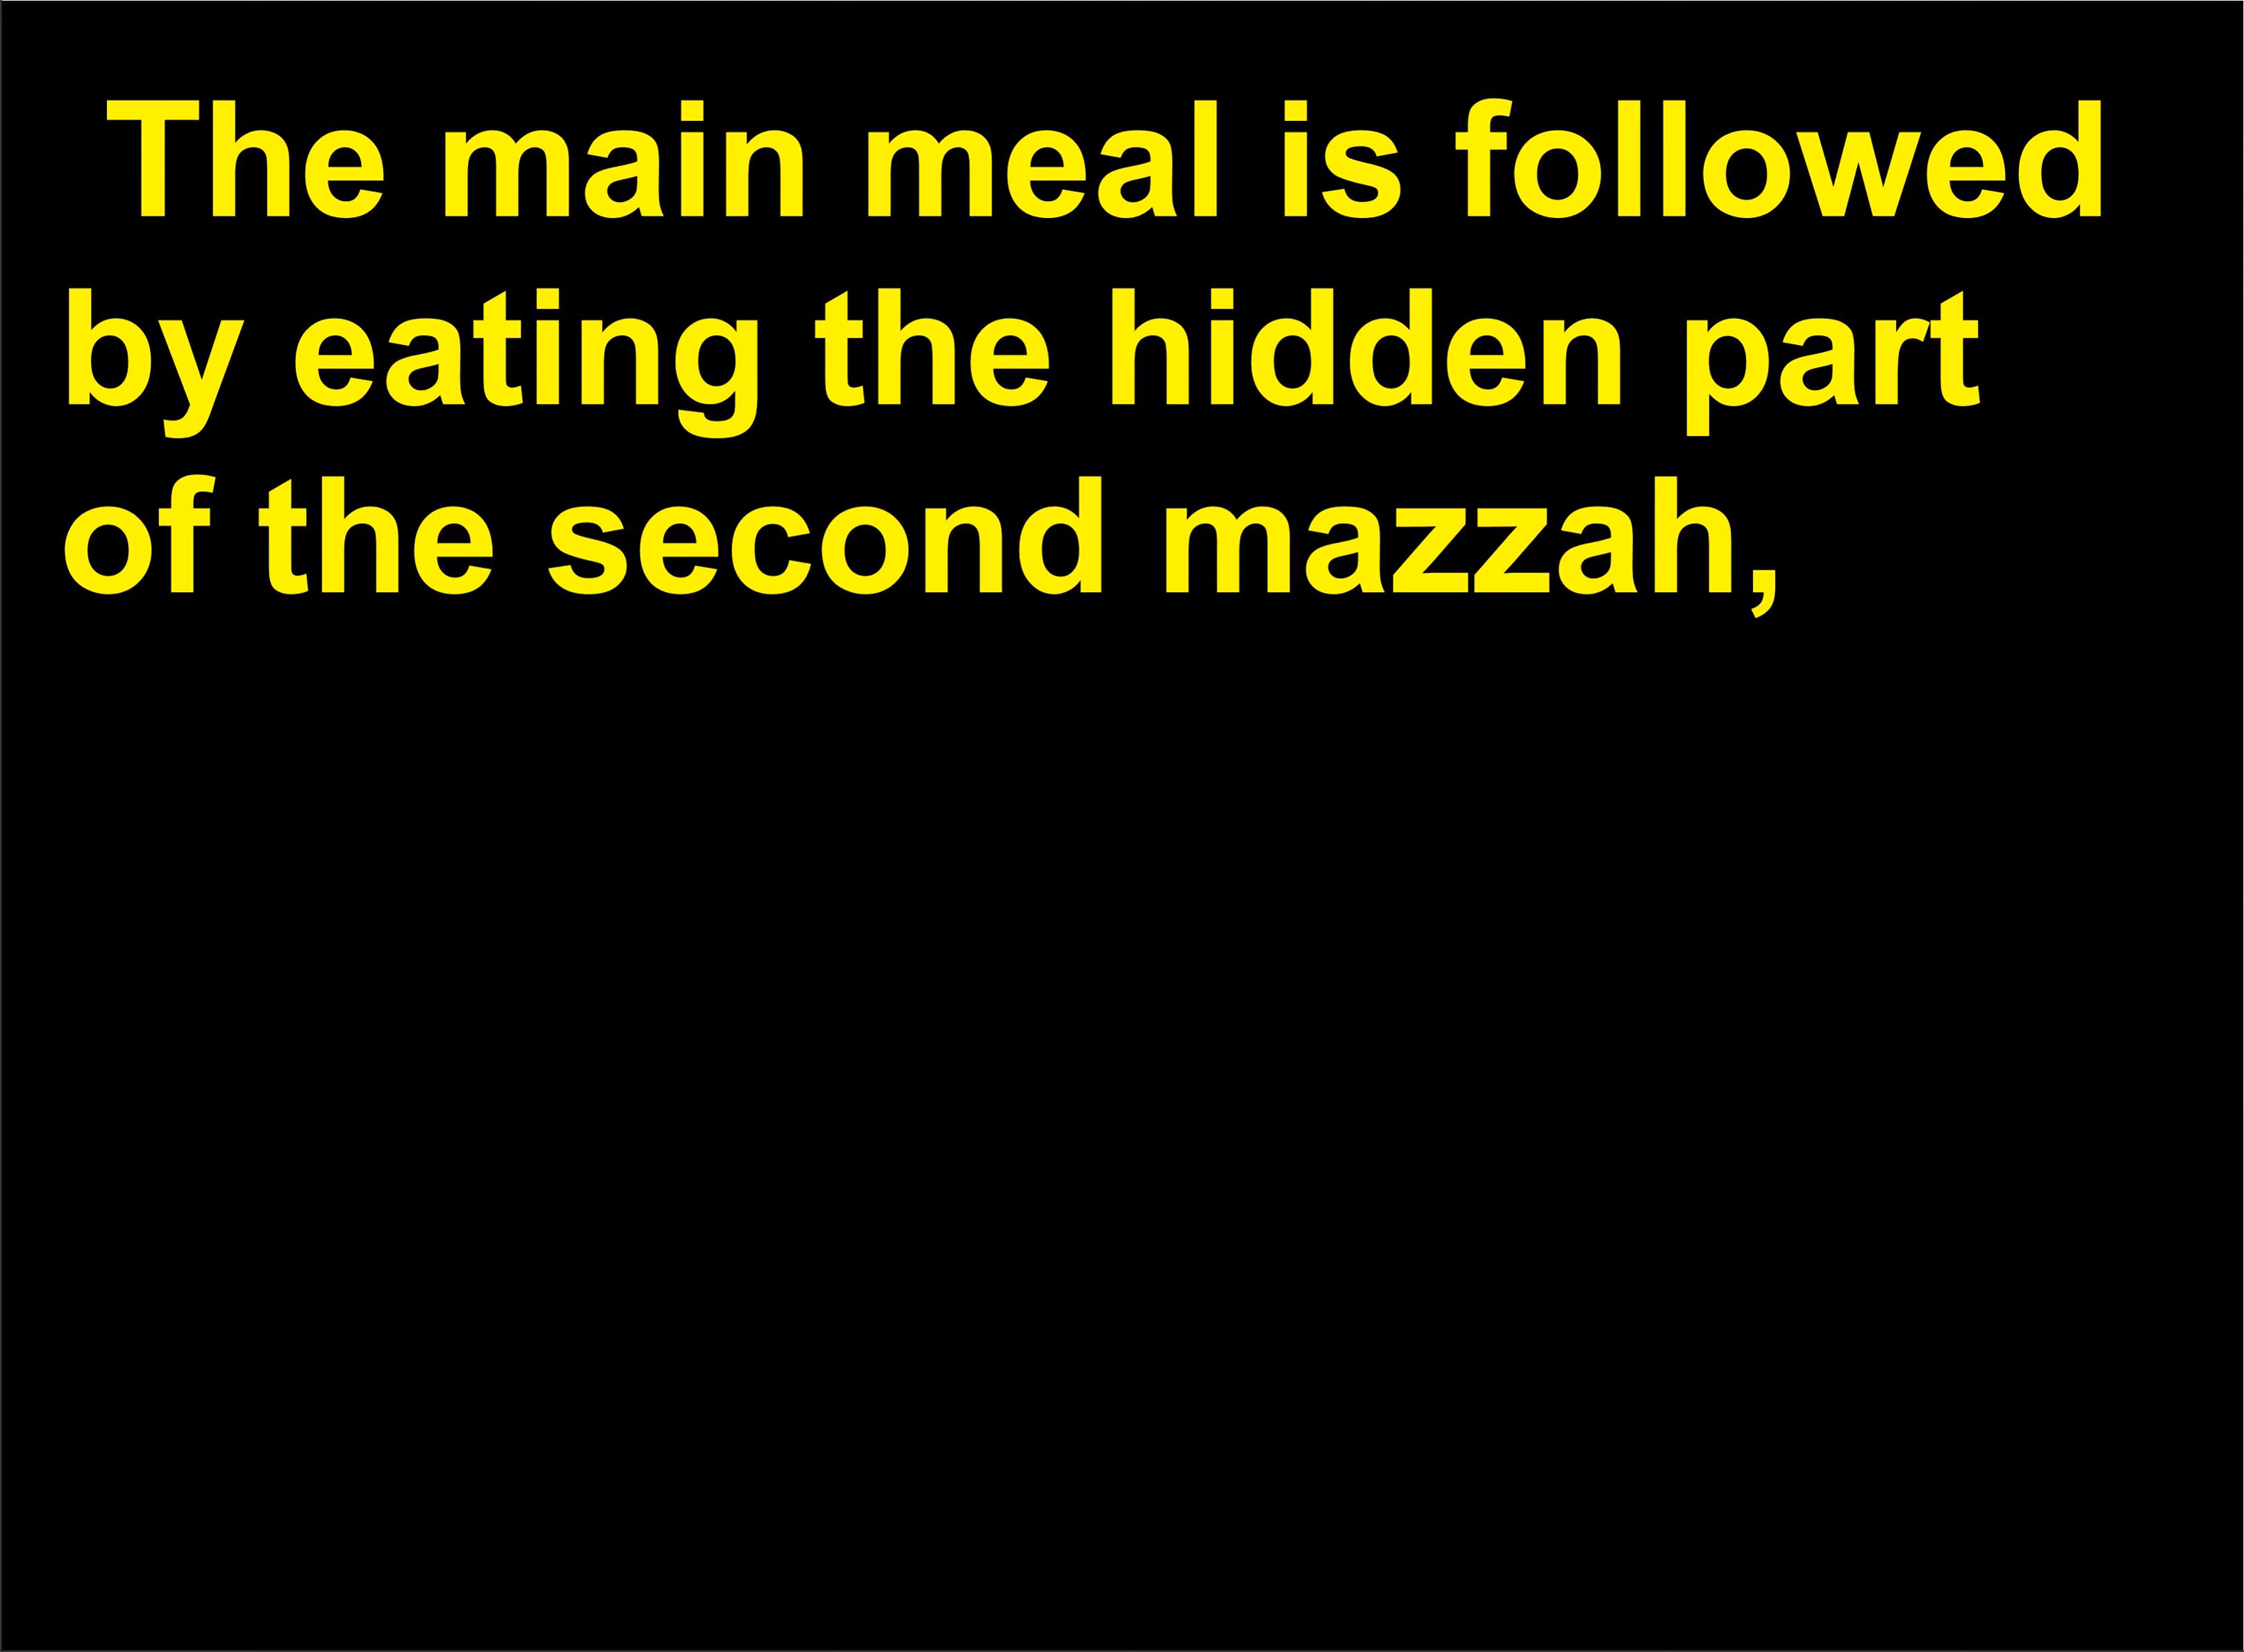 The main meal is followed
by eating the hidden part
of the second mazzah,